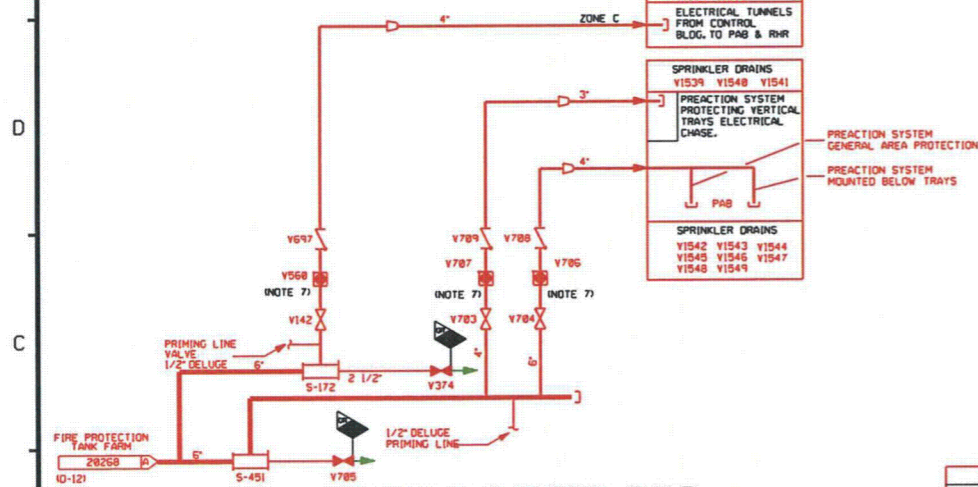 4"
ZONE C
ELECTRICAL TUNNELS
FROM CONTROL
BLDG. TO PAB & RHR
SPRINKLER DRAINS
V1539 V1540 V1541
D
3"
PREACTION SYSTEM
PROTECTING VERTICAL
TRAYS ELECTRICAL
CHASE.
PREACTION SYSTEM
GENERAL AREA PROTECTION
4"
PREACTION SYSTEM
MOUNTED BELOW TRAYS
PAB
SPRINKLER DRAINS
V1542 V1543 V1544
V1545 V1546 V1547
V1548 V1549
V697
V709
V708
V707
V706
V560
(NOTE 7)
(NOTE 7)
(NOTE 7)
V142
V703
V704
C
PRIMING LINE
VALVE
1/2" DELUGE
6"
S-172
2 1/2"
V374
4"
6"
FIRE PROTECTION
TANK FARM
20268
A
(D-12)
6"
S-451
V705
1/2" DELUGE
PRIMING LINE